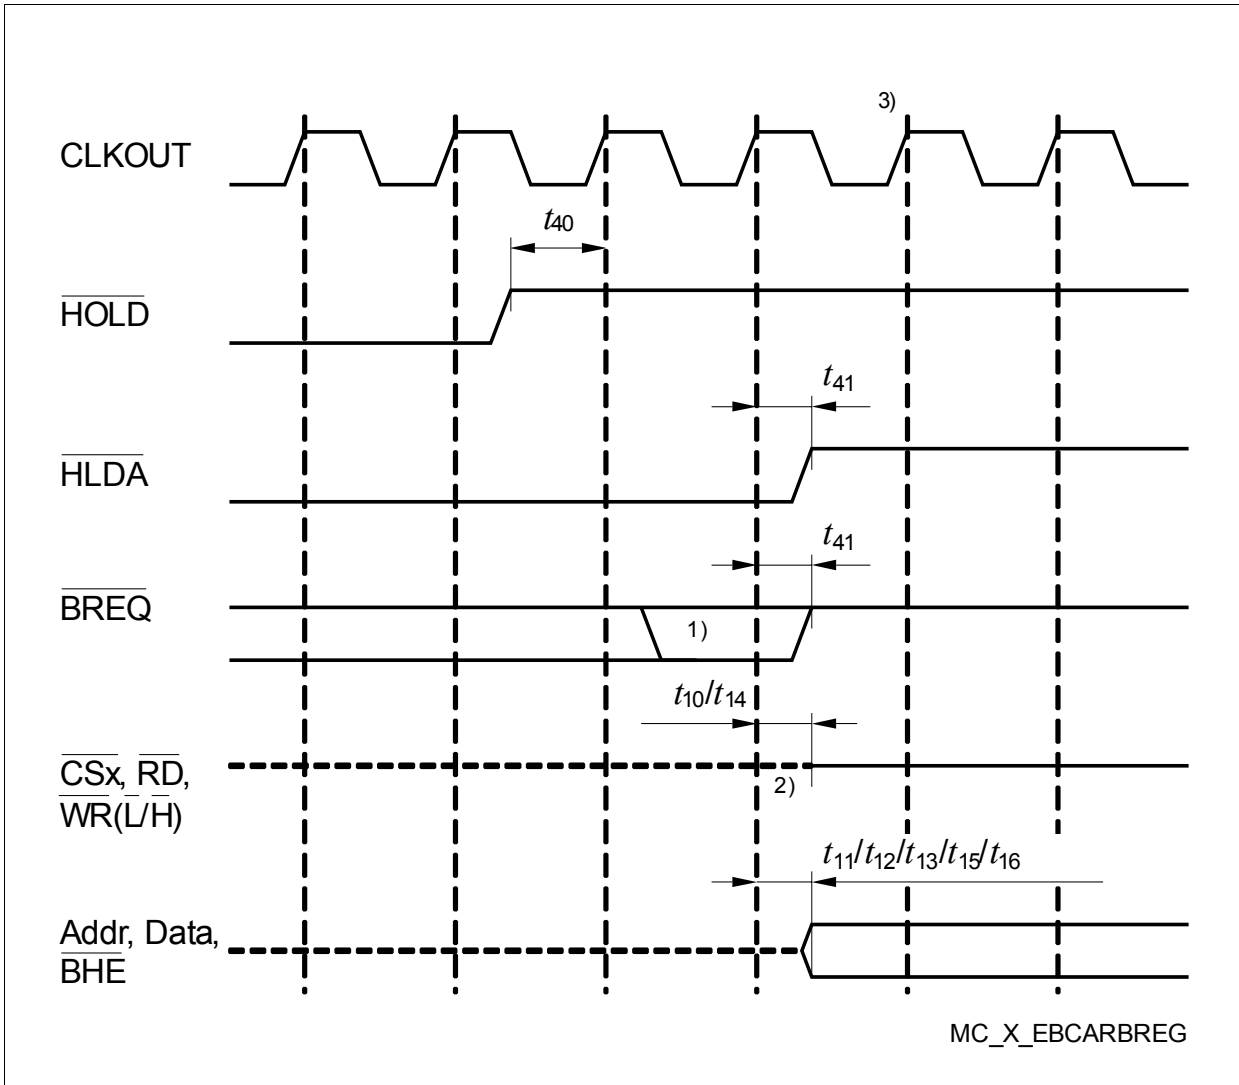 3)
CLKOUT
t40
HOLD
t41
HLDA
t41
BREQ
1)
t10/t14
CSx, RD,
2)
WR(L/H)
t11/t12/t13/t15/t16
Addr, Data,
BHE
MC_X_EBCARBREG